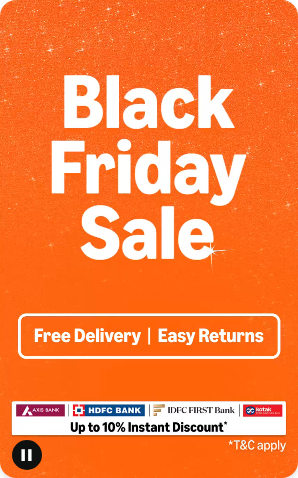 Black
Friday
Sale
Free Delivery | Easy Returns
AXIS BANK | HDFC BANK | IDFC FIRST Bank | kotak
Up to 10% Instant Discount*
*T&C apply